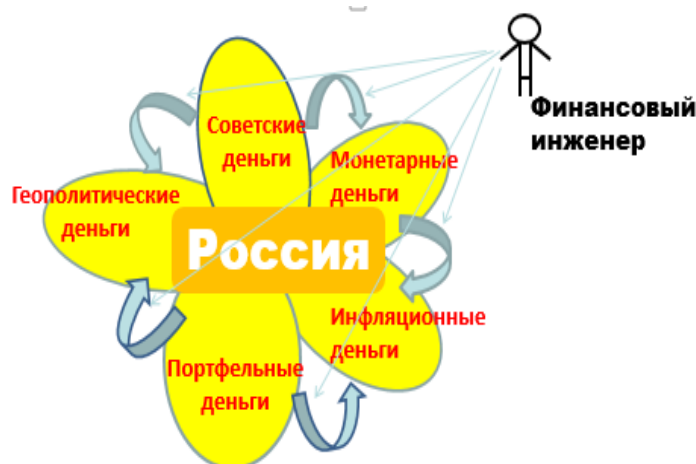 Финансовый
инженер
Советские
деньги
Монетарные
деньги
Геополитические
деньги
Россия
Инфляционные
деньги
Портфельные
деньги